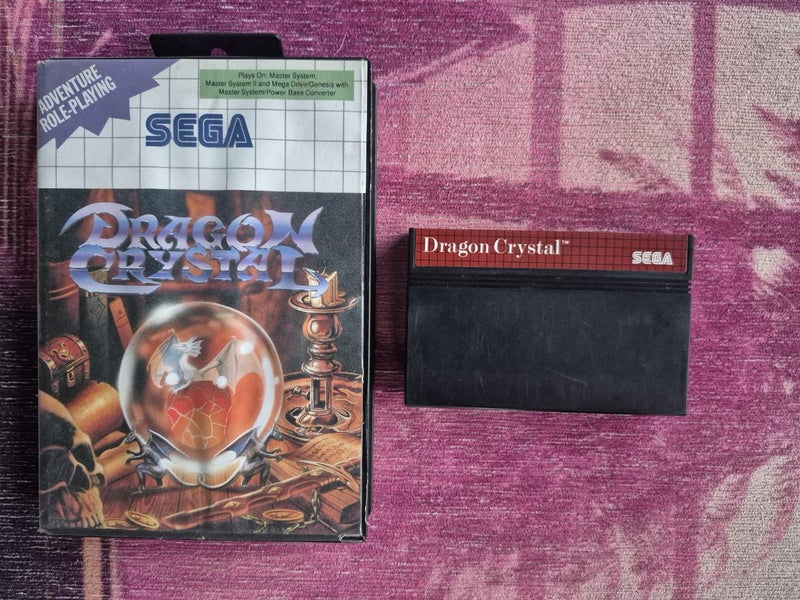 ADVENTURE
ROLE-PLAYING
Plays On: Master System,
Master System II and Mega Drive/Genesis with
Master System/Power Base Converter
SEGA
DRAGON
CRYSTAL
Dragon Crystal™
SEGA